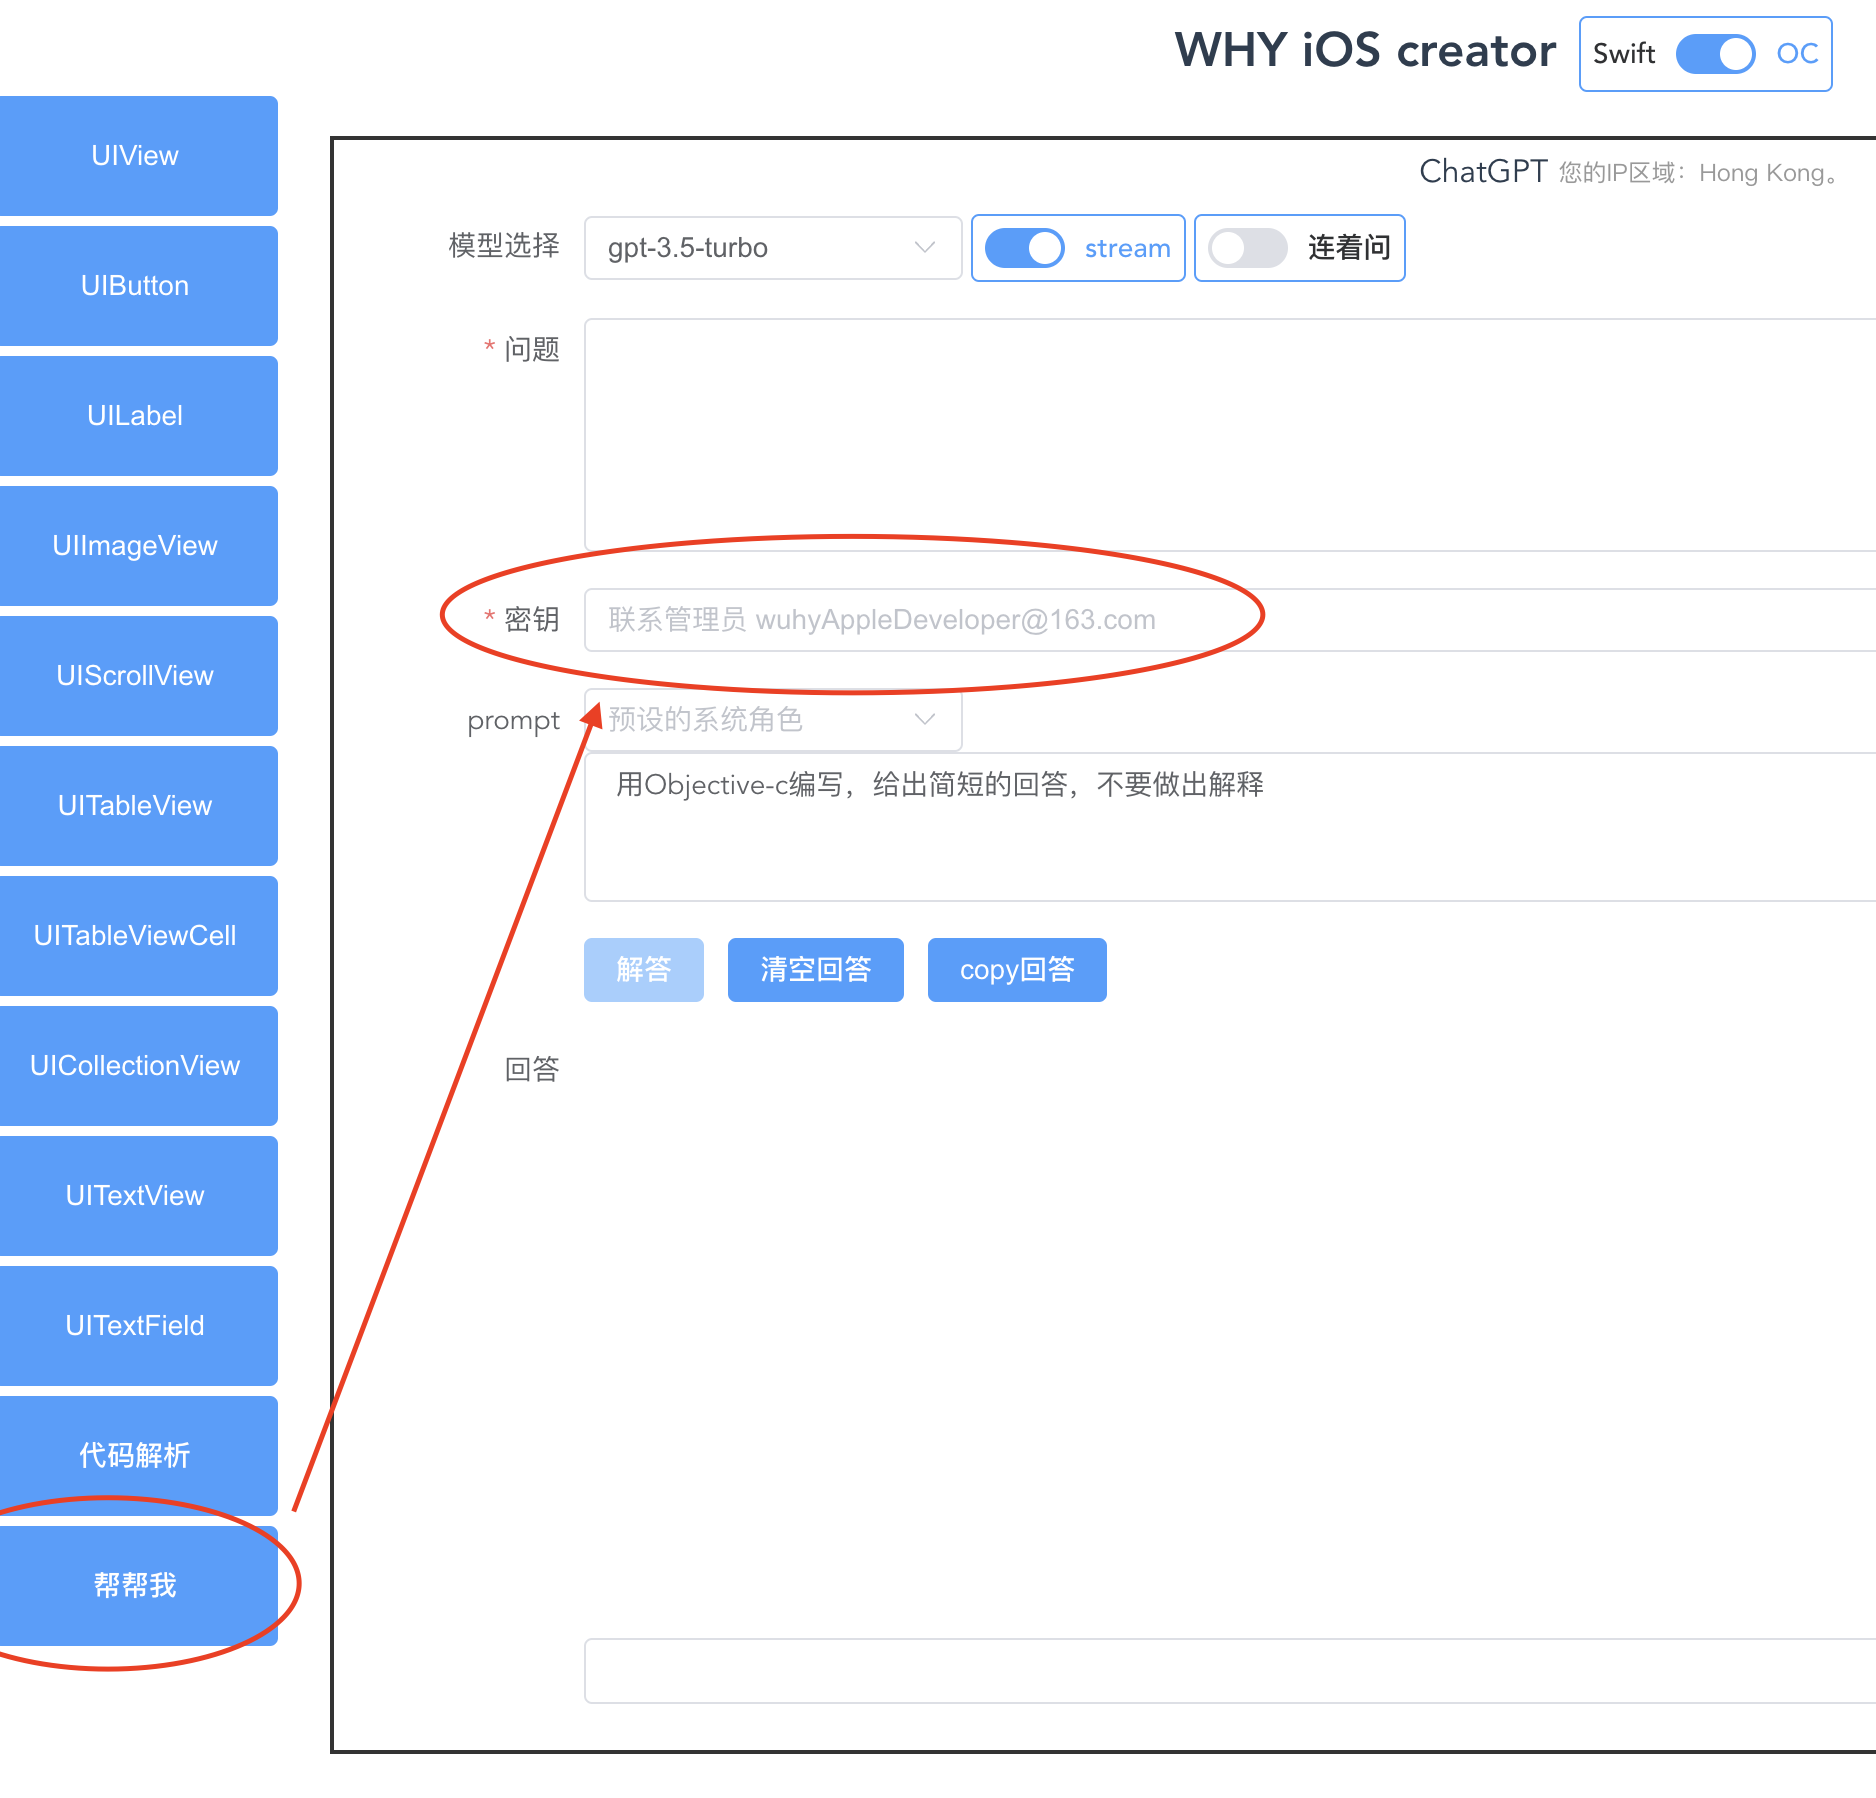 WHY iOS creator
Swift OC
UIView
UIButton
UILabel
UIImageView
UIScrollView
UITableView
UITableViewCell
UICollectionView
UITextView
UITextField
代码解析
帮帮我
ChatGPT 您的IP区域：Hong Kong。
模型选择 gpt-3.5-turbo stream 连着问
* 问题
* 密钥 联系管理员 wuhyAppleDeveloper@163.com
prompt 预设的系统角色
用Objective-c编写，给出简短的回答，不要做出解释
解答 清空回答 copy回答
回答